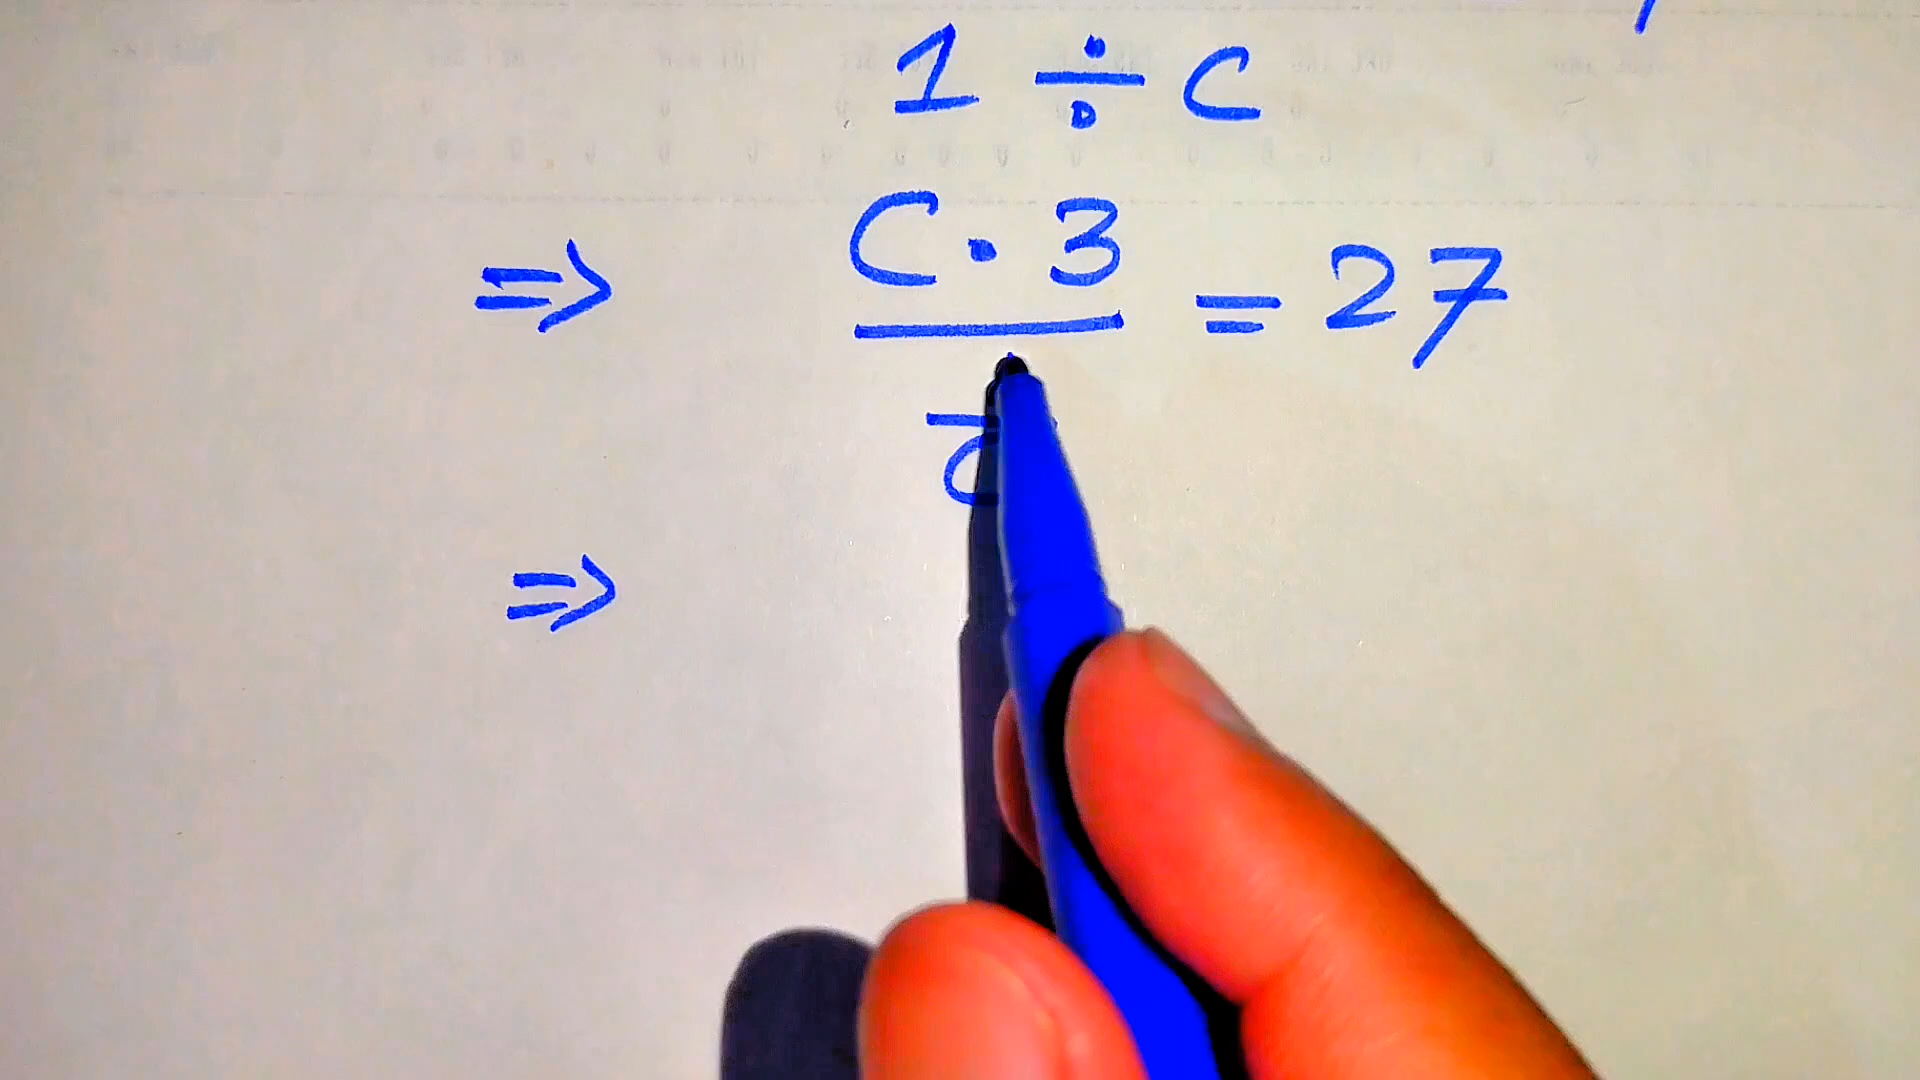 1 ÷ C
⇒ C · 3
= 27
C
⇒